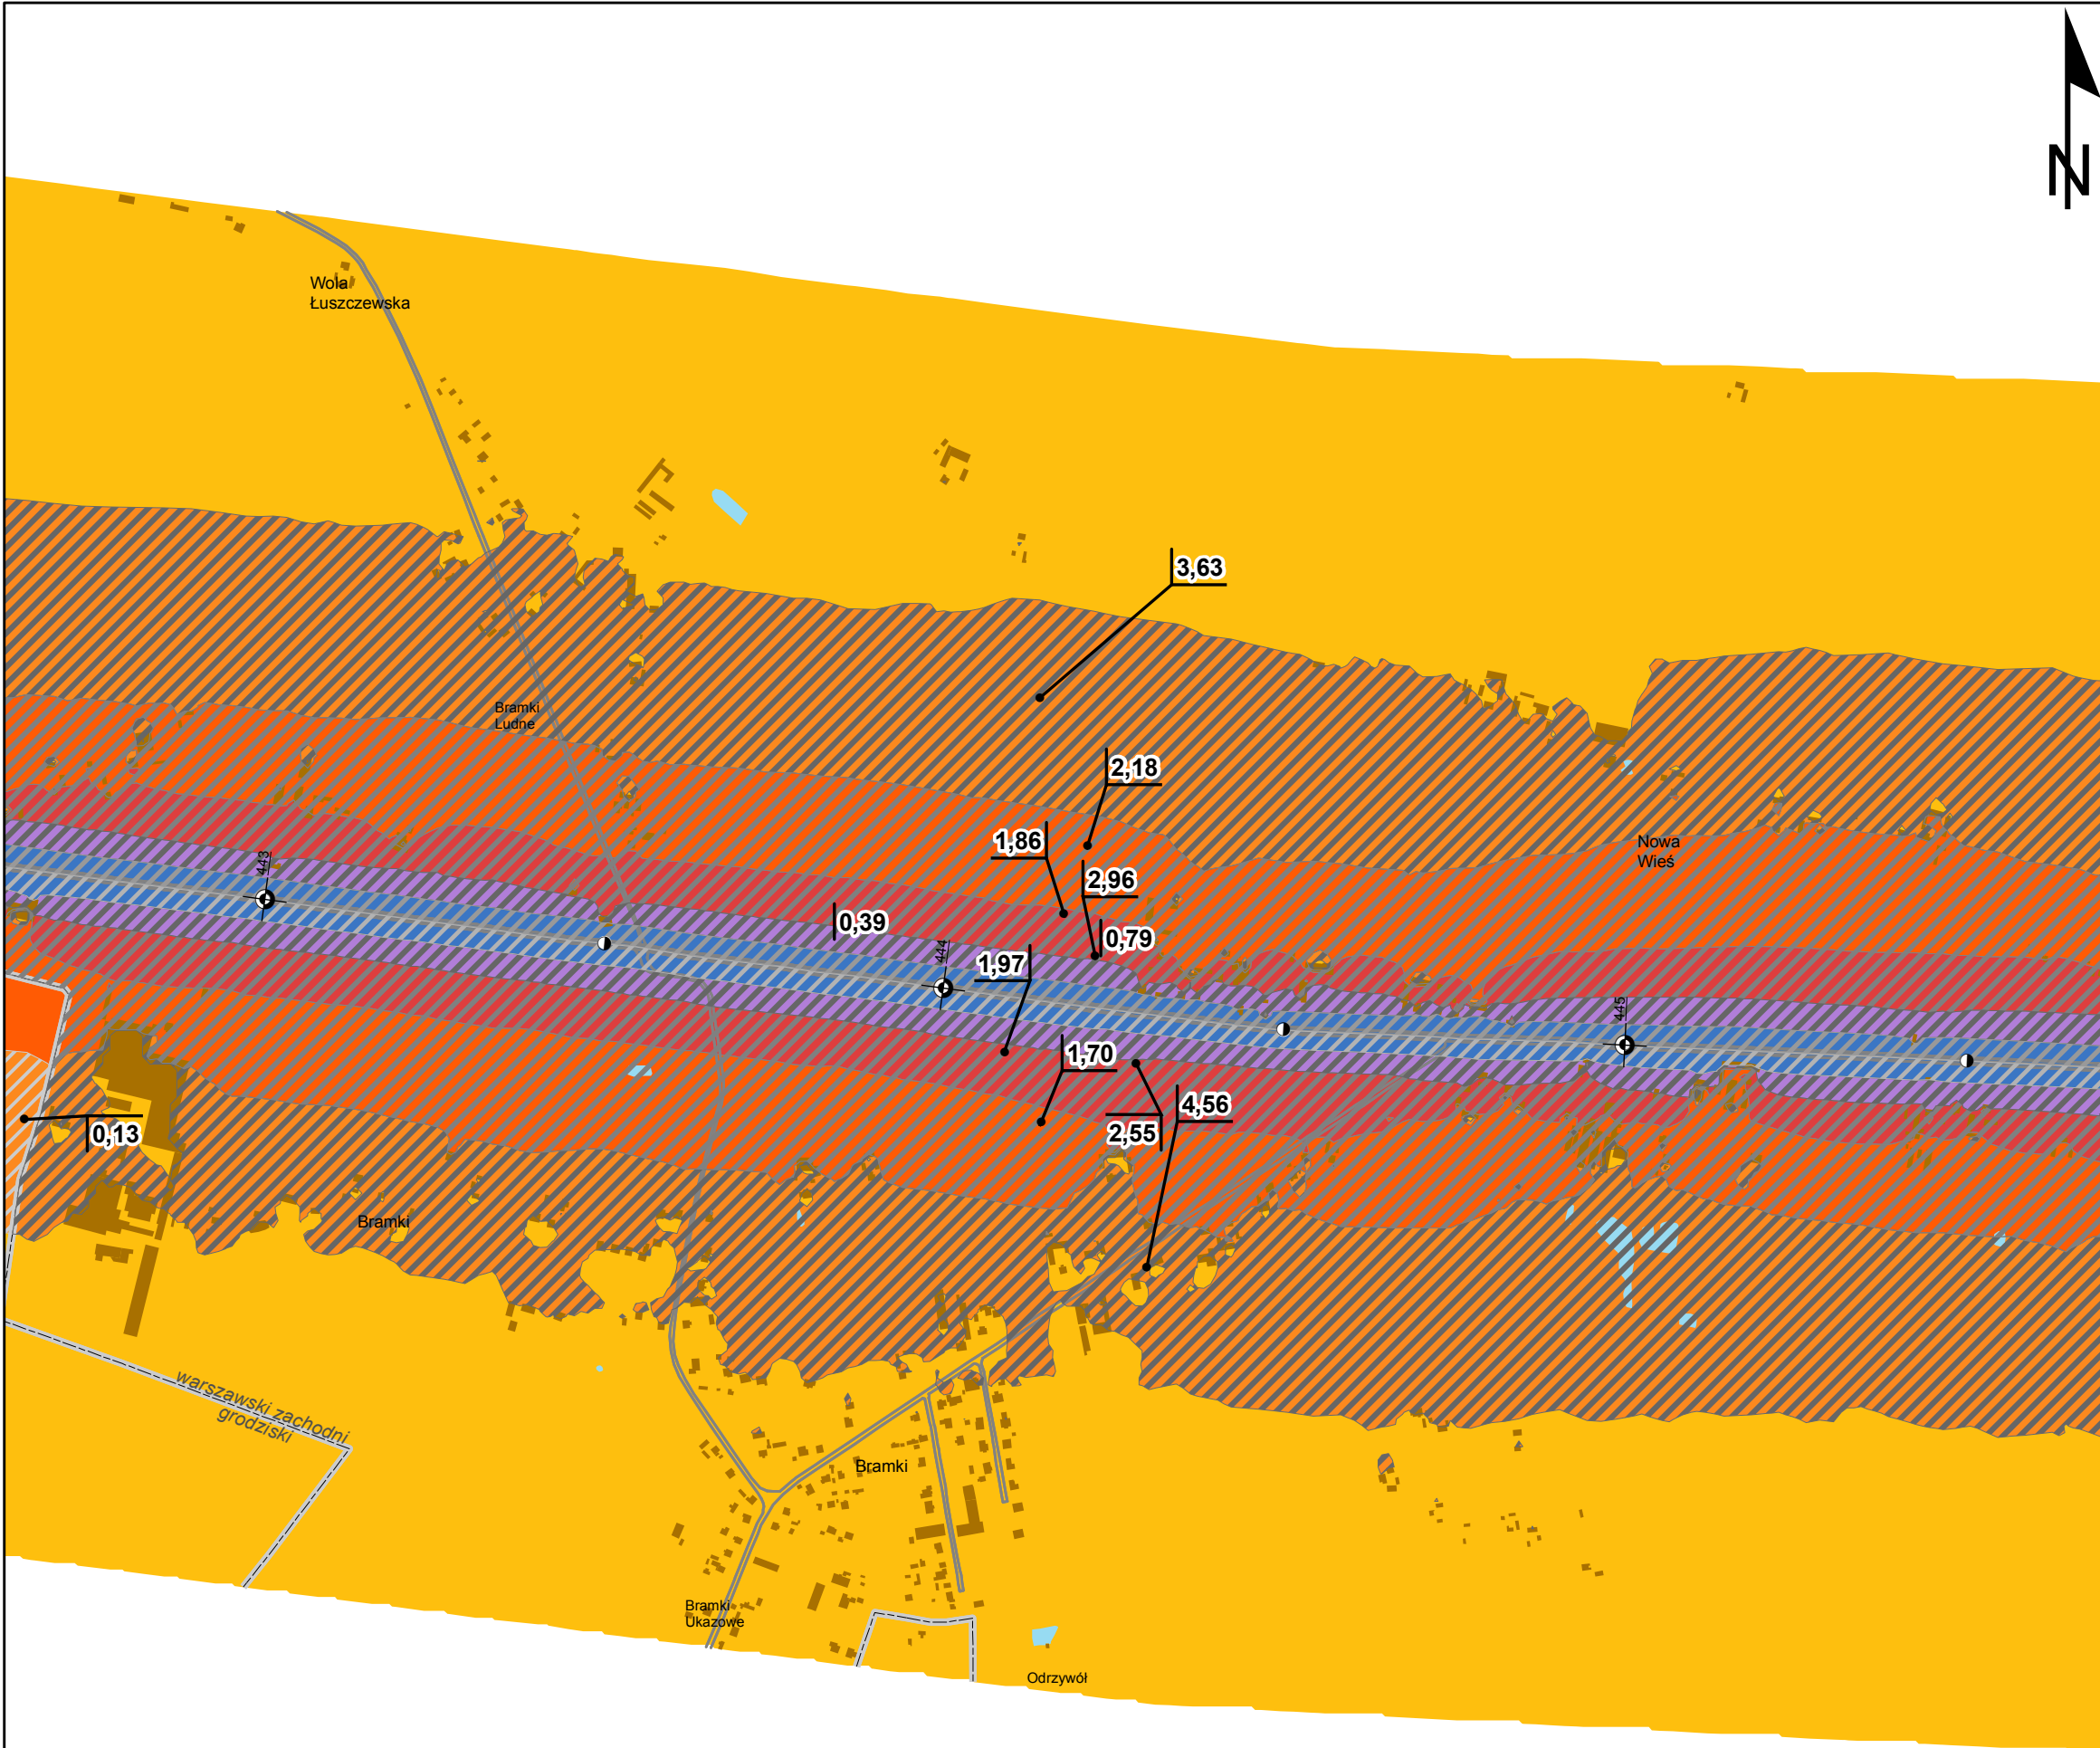 N
Wola
Łuszczewska
3,63
Bramki
Ludne
2,18
1,86
Nowa
Wieś
443
2,96
0,39
0,79
444
1,97
445
1,70
4,56
0,13
2,55
Bramki
warszawski zachodni
grodziski
Bramki
Bramki
Ukazowe
Odrzywół